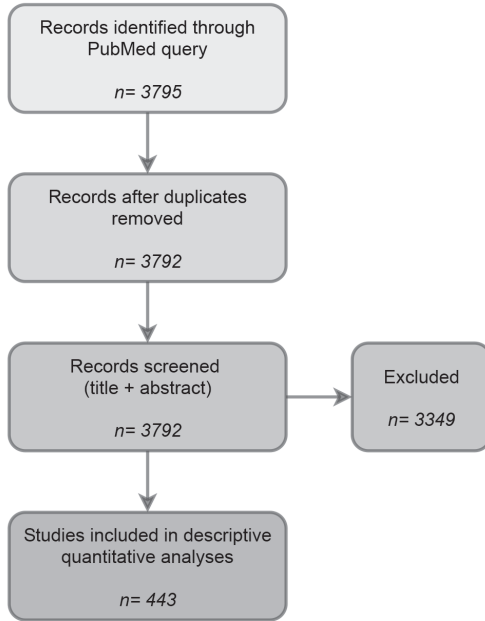 Records identified through
PubMed query
n= 3795
Records after duplicates
removed
n= 3792
Records screened
(title + abstract)
n= 3792
Excluded
n= 3349
Studies included in descriptive
quantitative analyses
n= 443